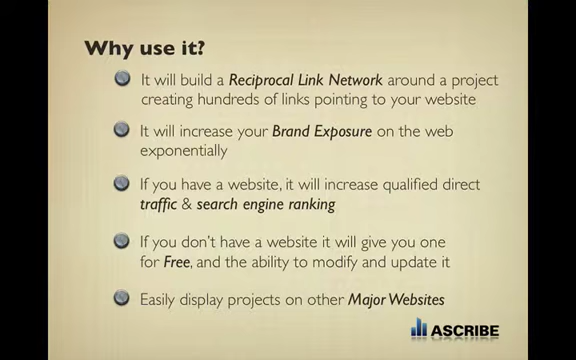 Why use it?
It will build a Reciprocal Link Network around a project
creating hundreds of links pointing to your website
It will increase your Brand Exposure on the web
exponentially
If you have a website, it will increase qualified direct
traffic & search engine ranking
If you don't have a website it will give you one
for Free, and the ability to modify and update it
Easily display projects on other Major Websites
ASCRIBE